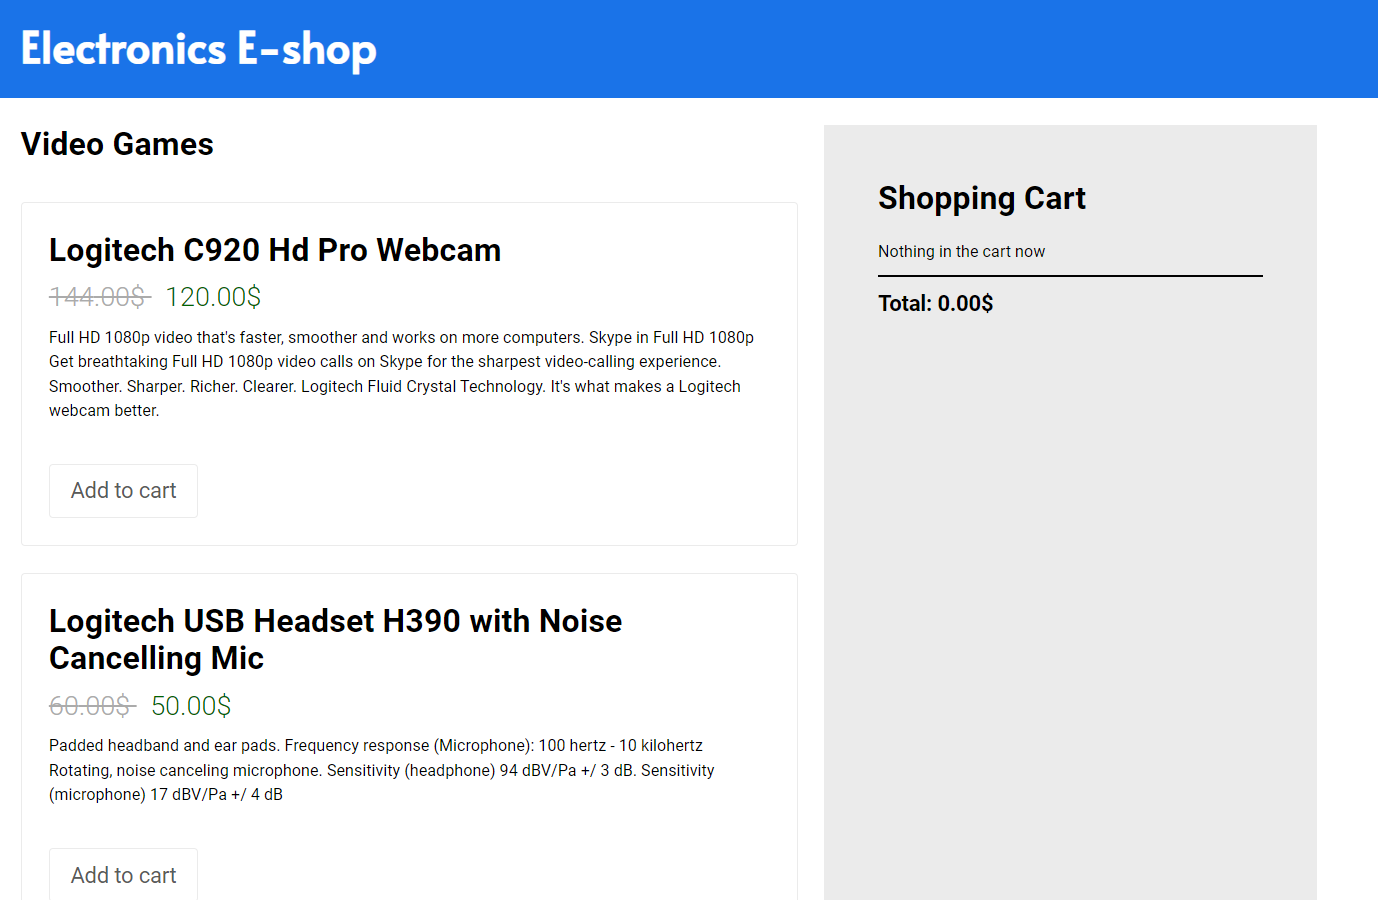 Electronics E-shop
Video Games
Logitech C920 Hd Pro Webcam
144.00$ 120.00$
Full HD 1080p video that's faster, smoother and works on more computers. Skype in Full HD 1080p
Get breathtaking Full HD 1080p video calls on Skype for the sharpest video-calling experience.
Smoother. Sharper. Richer. Clearer. Logitech Fluid Crystal Technology. It's what makes a Logitech
webcam better.
Add to cart
Logitech USB Headset H390 with Noise
Cancelling Mic
60.00$ 50.00$
Padded headband and ear pads. Frequency response (Microphone): 100 hertz - 10 kilohertz
Rotating, noise canceling microphone. Sensitivity (headphone) 94 dBV/Pa +/ 3 dB. Sensitivity
(microphone) 17 dBV/Pa +/ 4 dB
Add to cart
Shopping Cart
Nothing in the cart now
Total: 0.00$